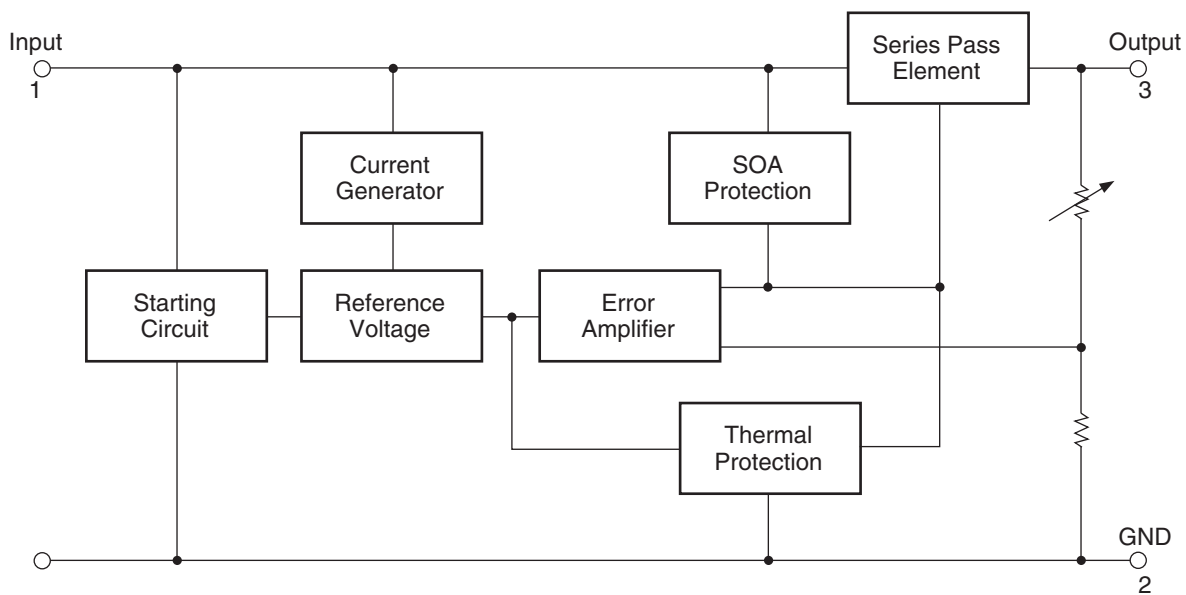 Input
1
Series Pass
Element
Output
3
Current
Generator
SOA
Protection
Starting
Circuit
Reference
Voltage
Error
Amplifier
Thermal
Protection
GND
2